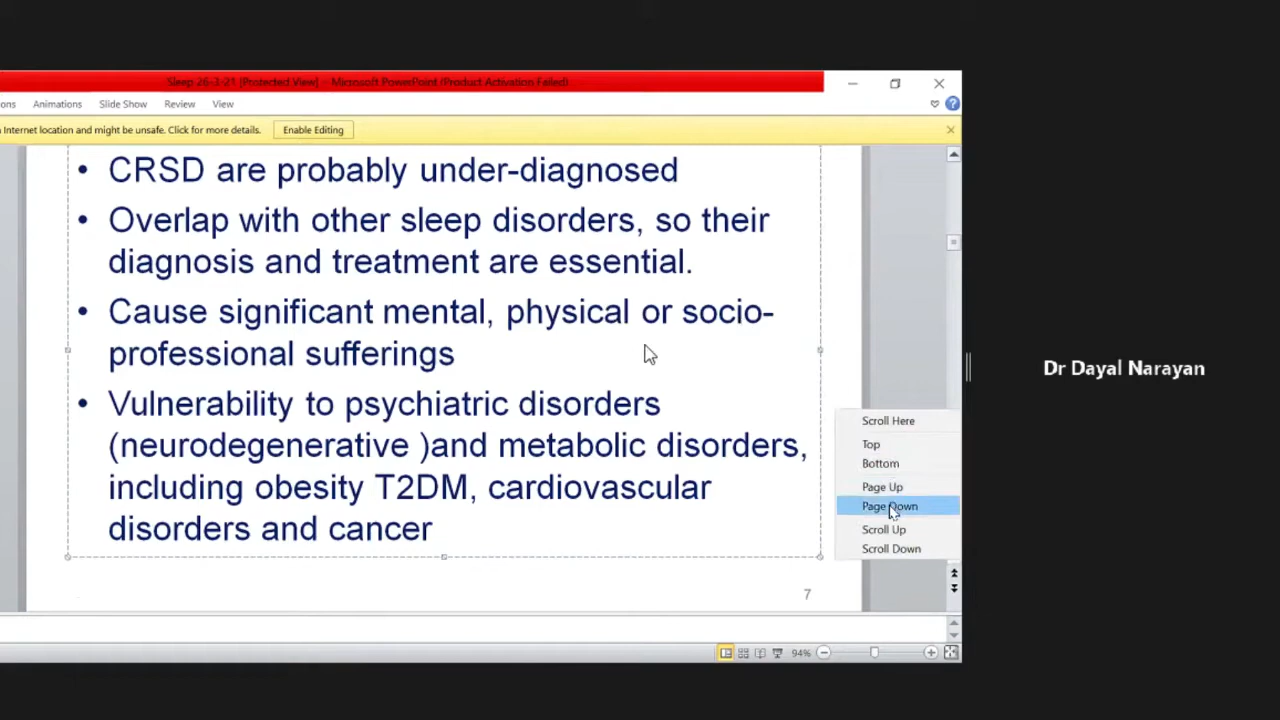 Sleep 26-3-21 [Protected View] - Microsoft PowerPoint (Product Activation Failed)
ons Animations Slide Show Review View
Internet location and might be unsafe. Click for more details. Enable Editing
• CRSD are probably under-diagnosed
• Overlap with other sleep disorders, so their
diagnosis and treatment are essential.
• Cause significant mental, physical or socio-
professional sufferings
• Vulnerability to psychiatric disorders
(neurodegenerative )and metabolic disorders,
including obesity T2DM, cardiovascular
disorders and cancer
7
Scroll Here
Top
Bottom
Page Up
Page Down
Scroll Up
Scroll Down
94%
Dr Dayal Narayan